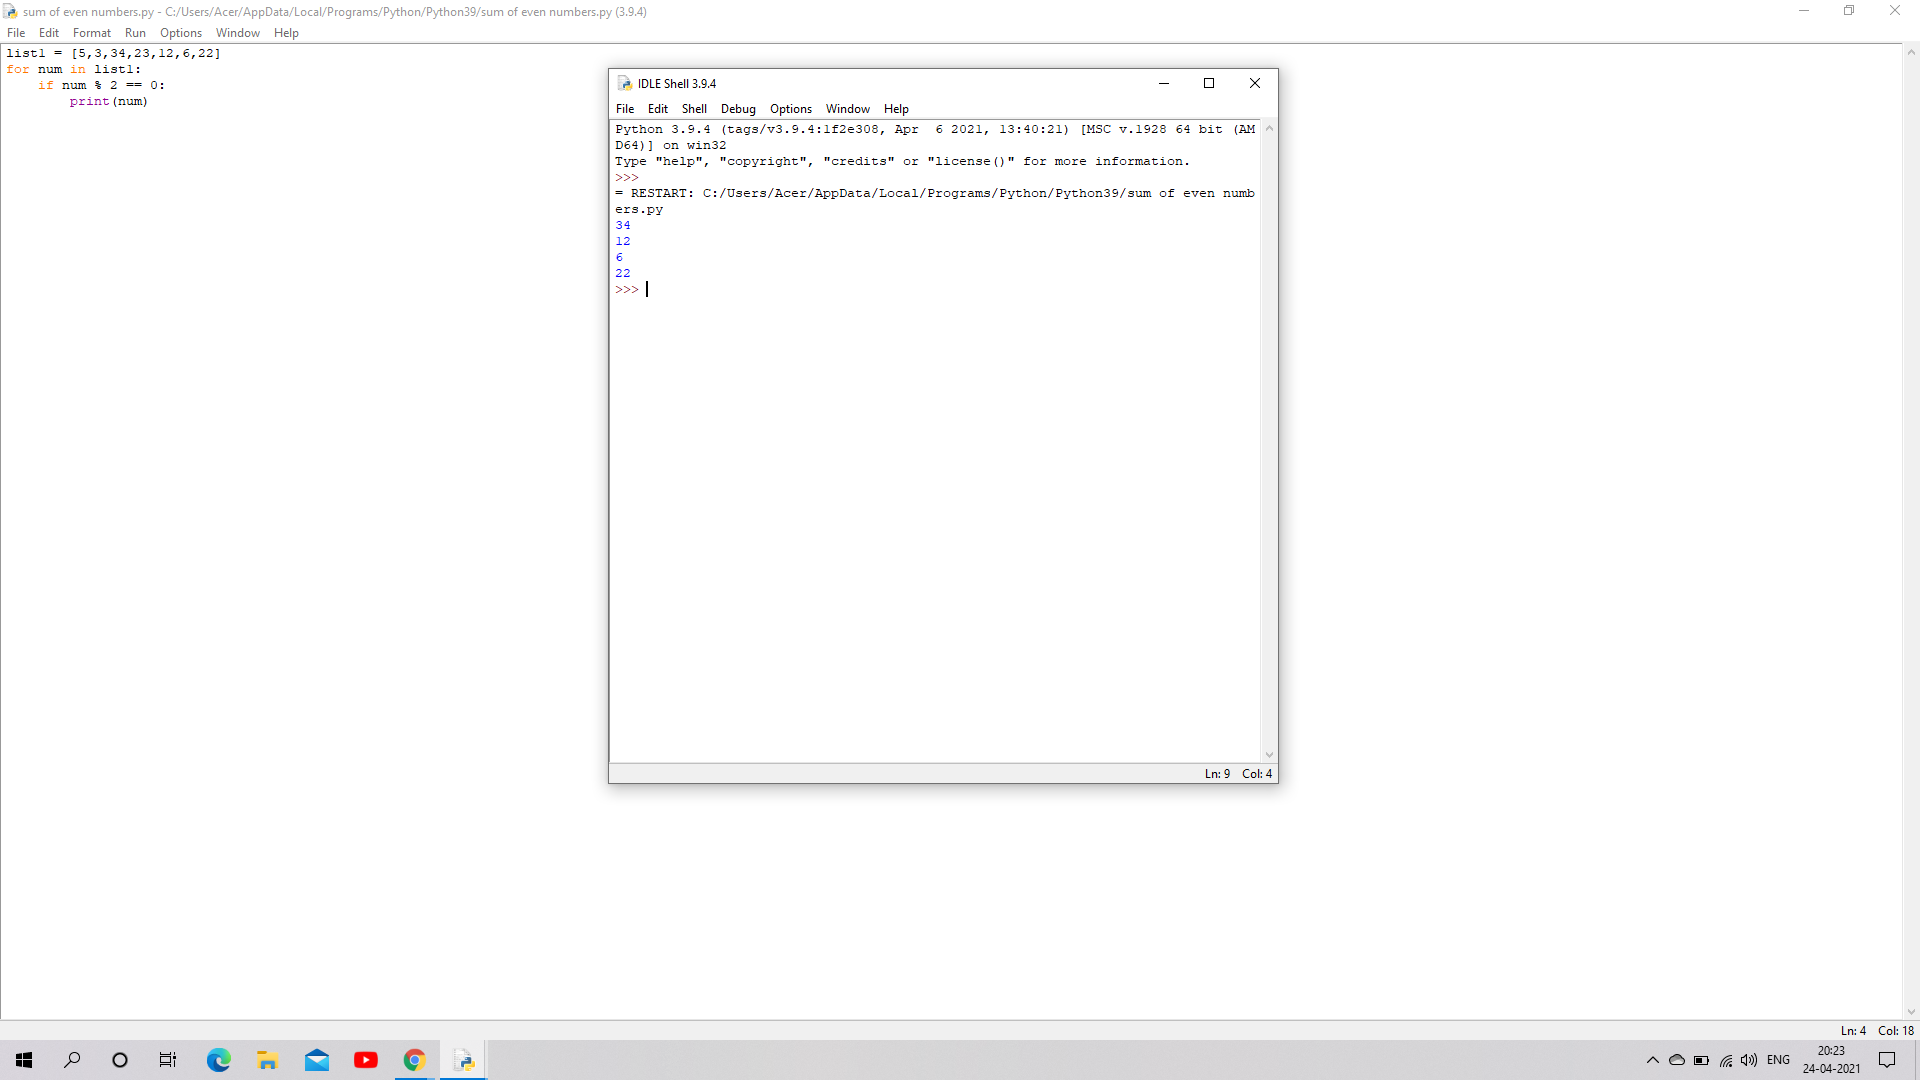 sum of even numbers.py - C:/Users/Acer/AppData/Local/Programs/Python/Python39/sum of even numbers.py (3.9.4)
File Edit Format Run Options Window Help
list1 = [5,3,34,23,12,6,22]
for num in list1:
    if num % 2 == 0:
        print(num)
IDLE Shell 3.9.4
File Edit Shell Debug Options Window Help
Python 3.9.4 (tags/v3.9.4:1f2e308, Apr  6 2021, 13:40:21) [MSC v.1928 64 bit (AM
D64)] on win32
Type "help", "copyright", "credits" or "license()" for more information.
>>>
= RESTART: C:/Users/Acer/AppData/Local/Programs/Python/Python39/sum of even numb
ers.py
34
12
6
22
>>>
Ln: 9 Col: 4
Ln: 4 Col: 18
ENG
20:23
24-04-2021